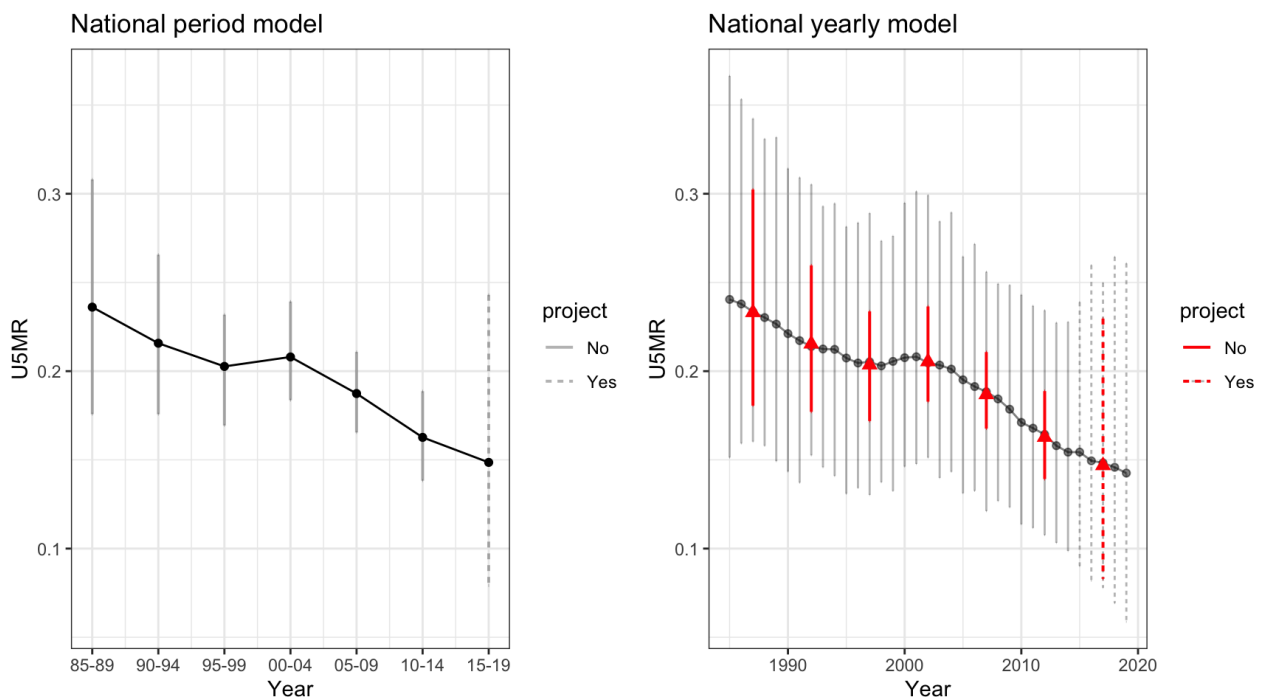 National period model
U5MR
0.3
0.2
0.1
85-89 90-94 95-99 00-04 05-09 10-14 15-19
Year
project
No
Yes
National yearly model
U5MR
0.3
0.2
0.1
1990 2000 2010 2020
Year
project
No
Yes